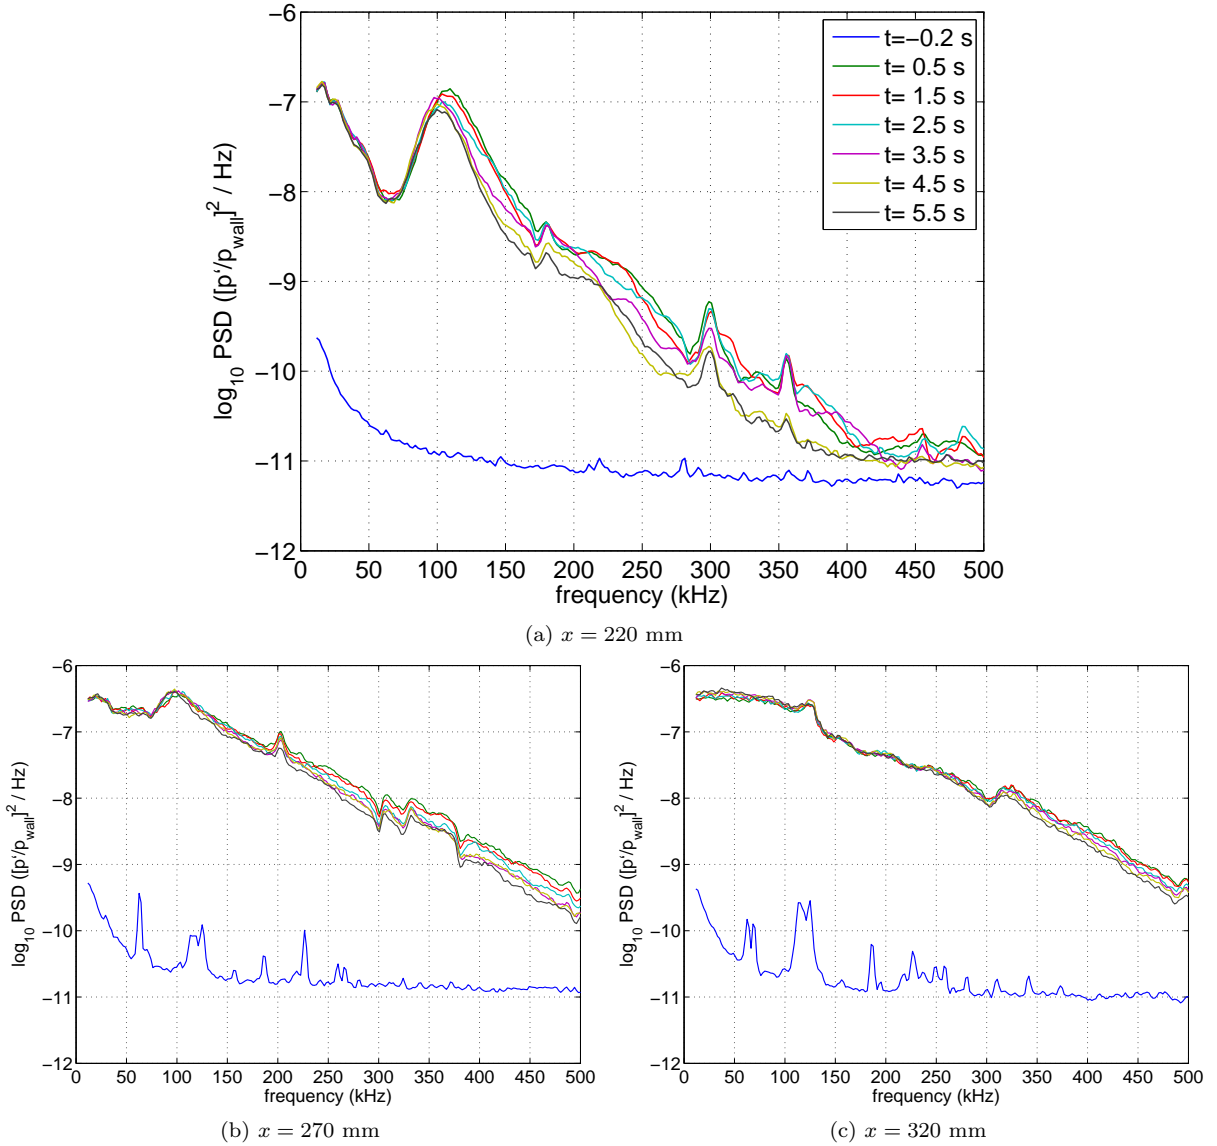 −6
−7
−8
−9
−10
−11
−12
log10 PSD ([p‘/pwall]2 / Hz)
t=−0.2 s
t= 0.5 s
t= 1.5 s
t= 2.5 s
t= 3.5 s
t= 4.5 s
t= 5.5 s
0 50 100 150 200 250 300 350 400 450 500
frequency (kHz)
(a) x = 220 mm
−6
−7
−8
−9
−10
−11
−12
log10 PSD ([p‘/pwall]2 / Hz)
0 50 100 150 200 250 300 350 400 450 500
frequency (kHz)
(b) x = 270 mm
−6
−7
−8
−9
−10
−11
−12
log10 PSD ([p‘/pwall]2 / Hz)
0 50 100 150 200 250 300 350 400 450 500
frequency (kHz)
(c) x = 320 mm